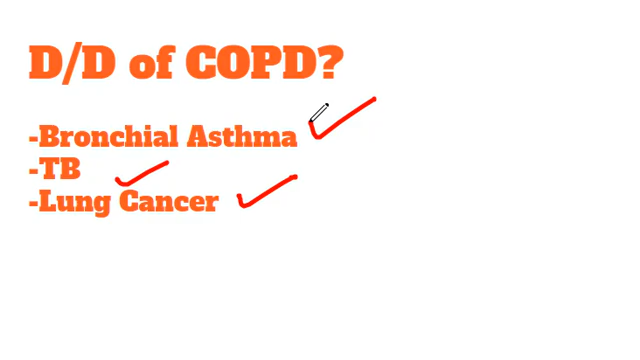 D/D of COPD?
-Bronchial Asthma
-TB
-Lung Cancer